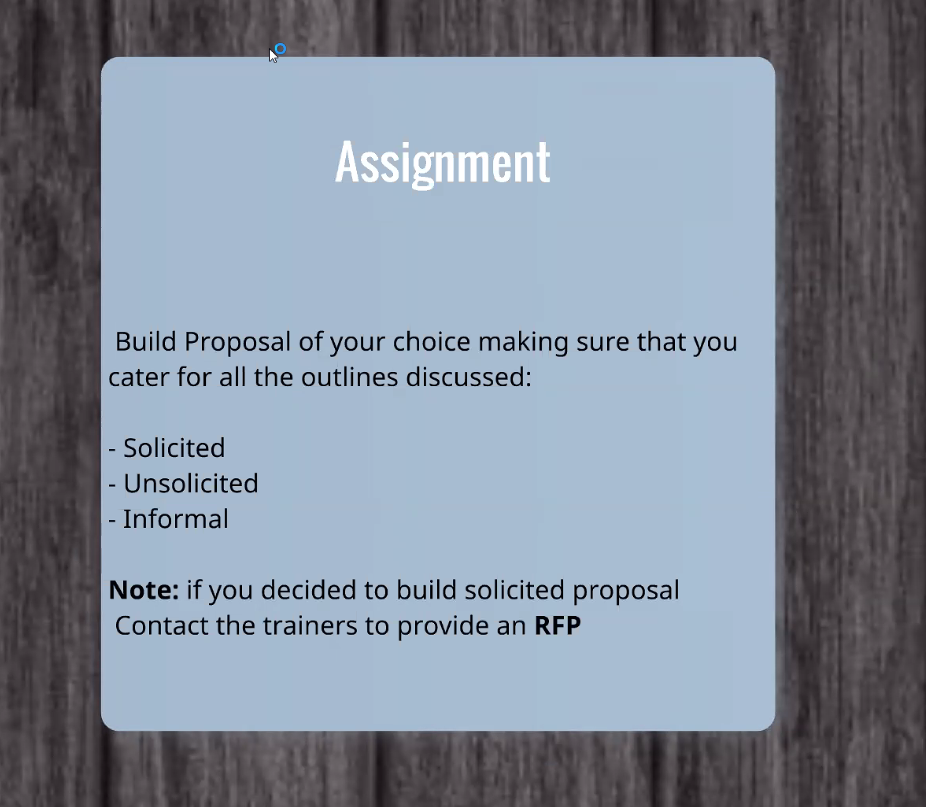 Assignment
Build Proposal of your choice making sure that you
cater for all the outlines discussed:
- Solicited
- Unsolicited
- Informal
Note: if you decided to build solicited proposal
Contact the trainers to provide an RFP